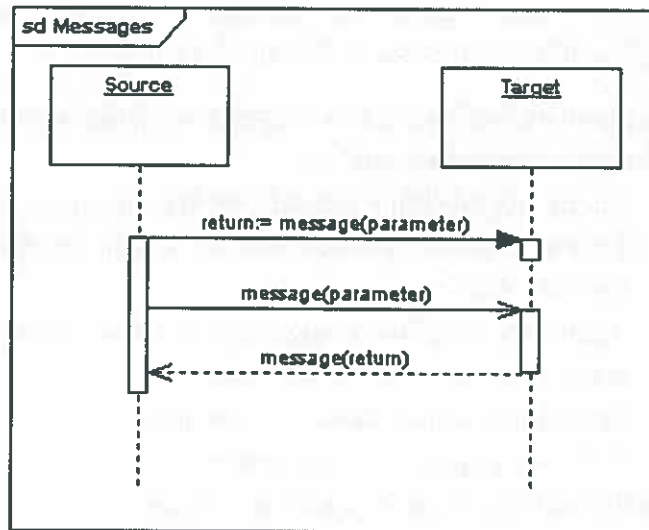 sd Messages
Source
Target
return:= message(parameter)
message(parameter)
message(return)